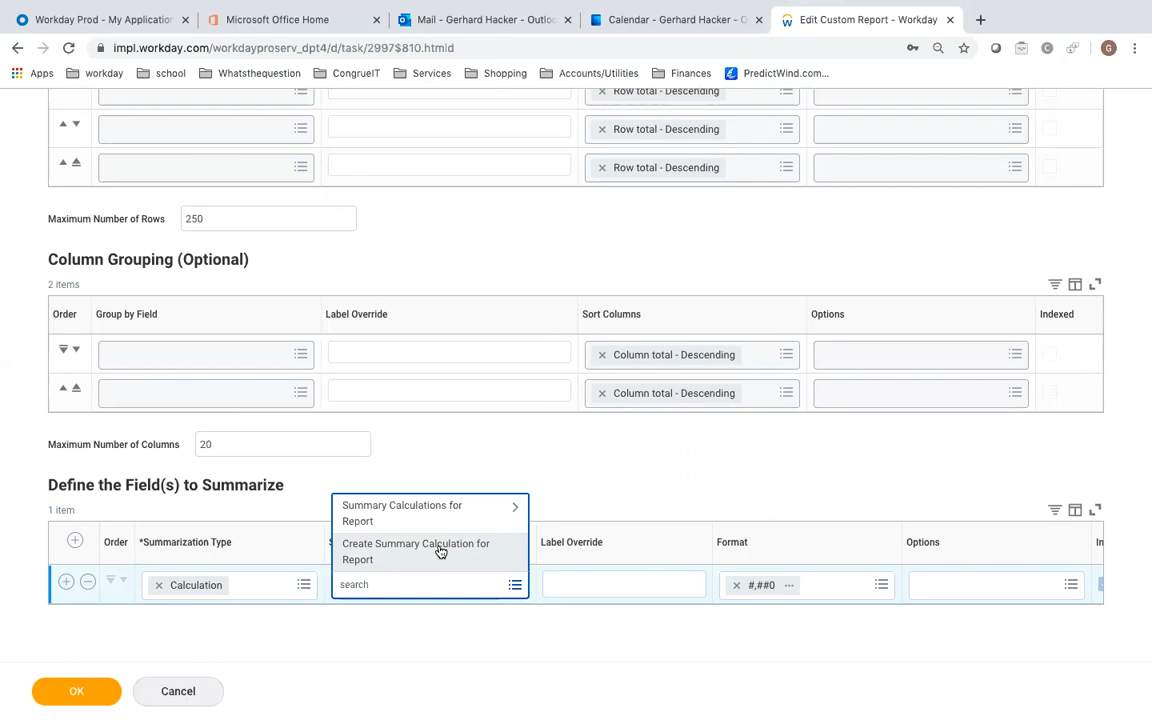 Workday Prod - My Application
Microsoft Office Home
Mail - Gerhard Hacker - Outloo
Calendar - Gerhard Hacker - O
Edit Custom Report - Workday
impl.workday.com/workdayproserv_dpt4/d/task/2997$810.htmld
G
Apps
workday
school
Whatsthequestion
CongrueIT
Services
Shopping
Accounts/Utilities
Finances
PredictWind.com...
Row total - Descending
Row total - Descending
Row total - Descending
Maximum Number of Rows
250
Column Grouping (Optional)
2 items
Order
Group by Field
Label Override
Sort Columns
Options
Indexed
Column total - Descending
Column total - Descending
Maximum Number of Columns
20
Define the Field(s) to Summarize
1 item
Summary Calculations for
Report
Create Summary Calculation for
Report
search
Order
*Summarization Type
Label Override
Format
Options
In
Calculation
#,##0 ...
OK
Cancel